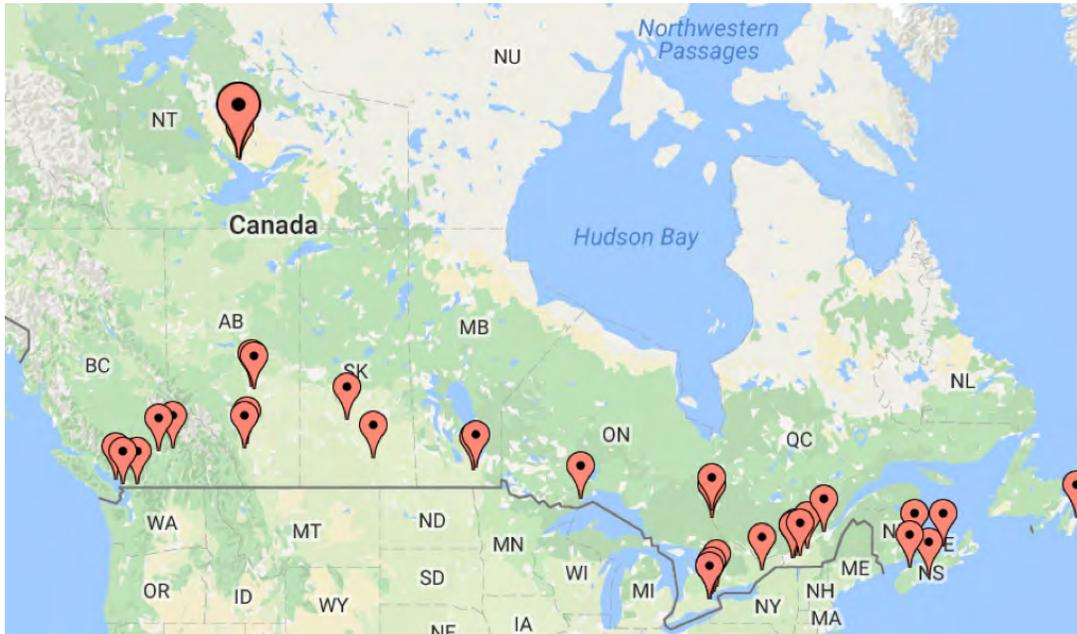 Northwestern
Passages
NU
NT
Canada
Hudson Bay
AB
MB
BC
SK
NL
ON
QC
WA
MT
ND
MN
ME
NS
OR
ID
WY
SD
WI
MI
NY
NH
MA
IA